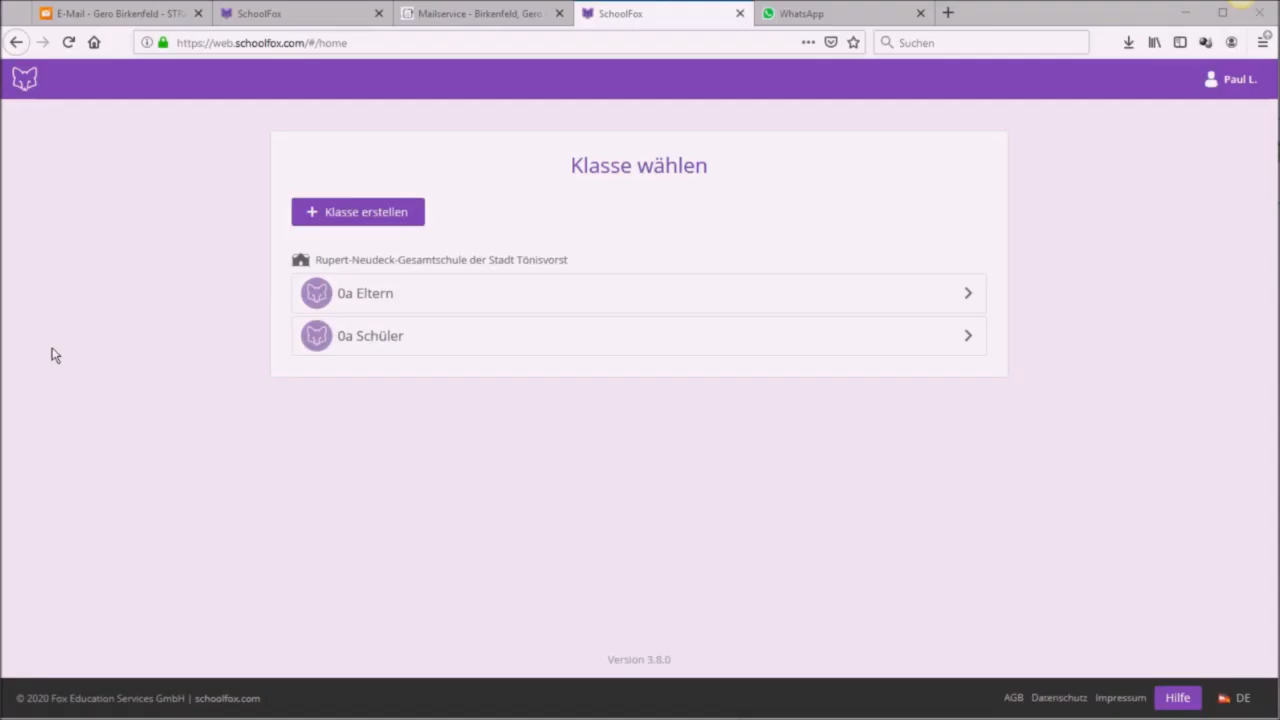 E-Mail - Gero Birkenfeld - STR
SchoolFox
Mailservice - Birkenfeld, Gero
SchoolFox
WhatsApp
https://web.schoolfox.com/#/home
Suchen
Paul L.
Klasse wählen
+ Klasse erstellen
Rupert-Neudeck-Gesamtschule der Stadt Tönisvorst
0a Eltern
0a Schüler
Version 3.8.0
© 2020 Fox Education Services GmbH | schoolfox.com
AGB Datenschutz Impressum Hilfe DE